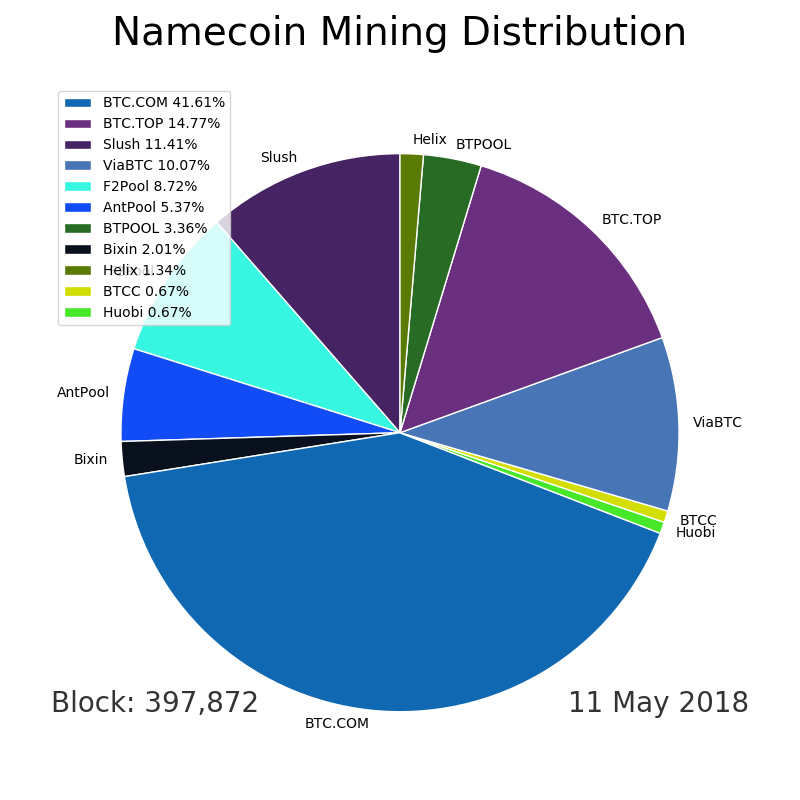 Namecoin Mining Distribution
BTC.COM 41.61%
BTC.TOP 14.77%
Slush 11.41%
ViaBTC 10.07%
F2Pool 8.72%
AntPool 5.37%
BTPOOL 3.36%
Bixin 2.01%
Helix 1.34%
BTCC 0.67%
Huobi 0.67%
Slush
Helix
BTPOOL
BTC.TOP
AntPool
ViaBTC
Bixin
BTCC
Huobi
Block: 397,872
11 May 2018
BTC.COM